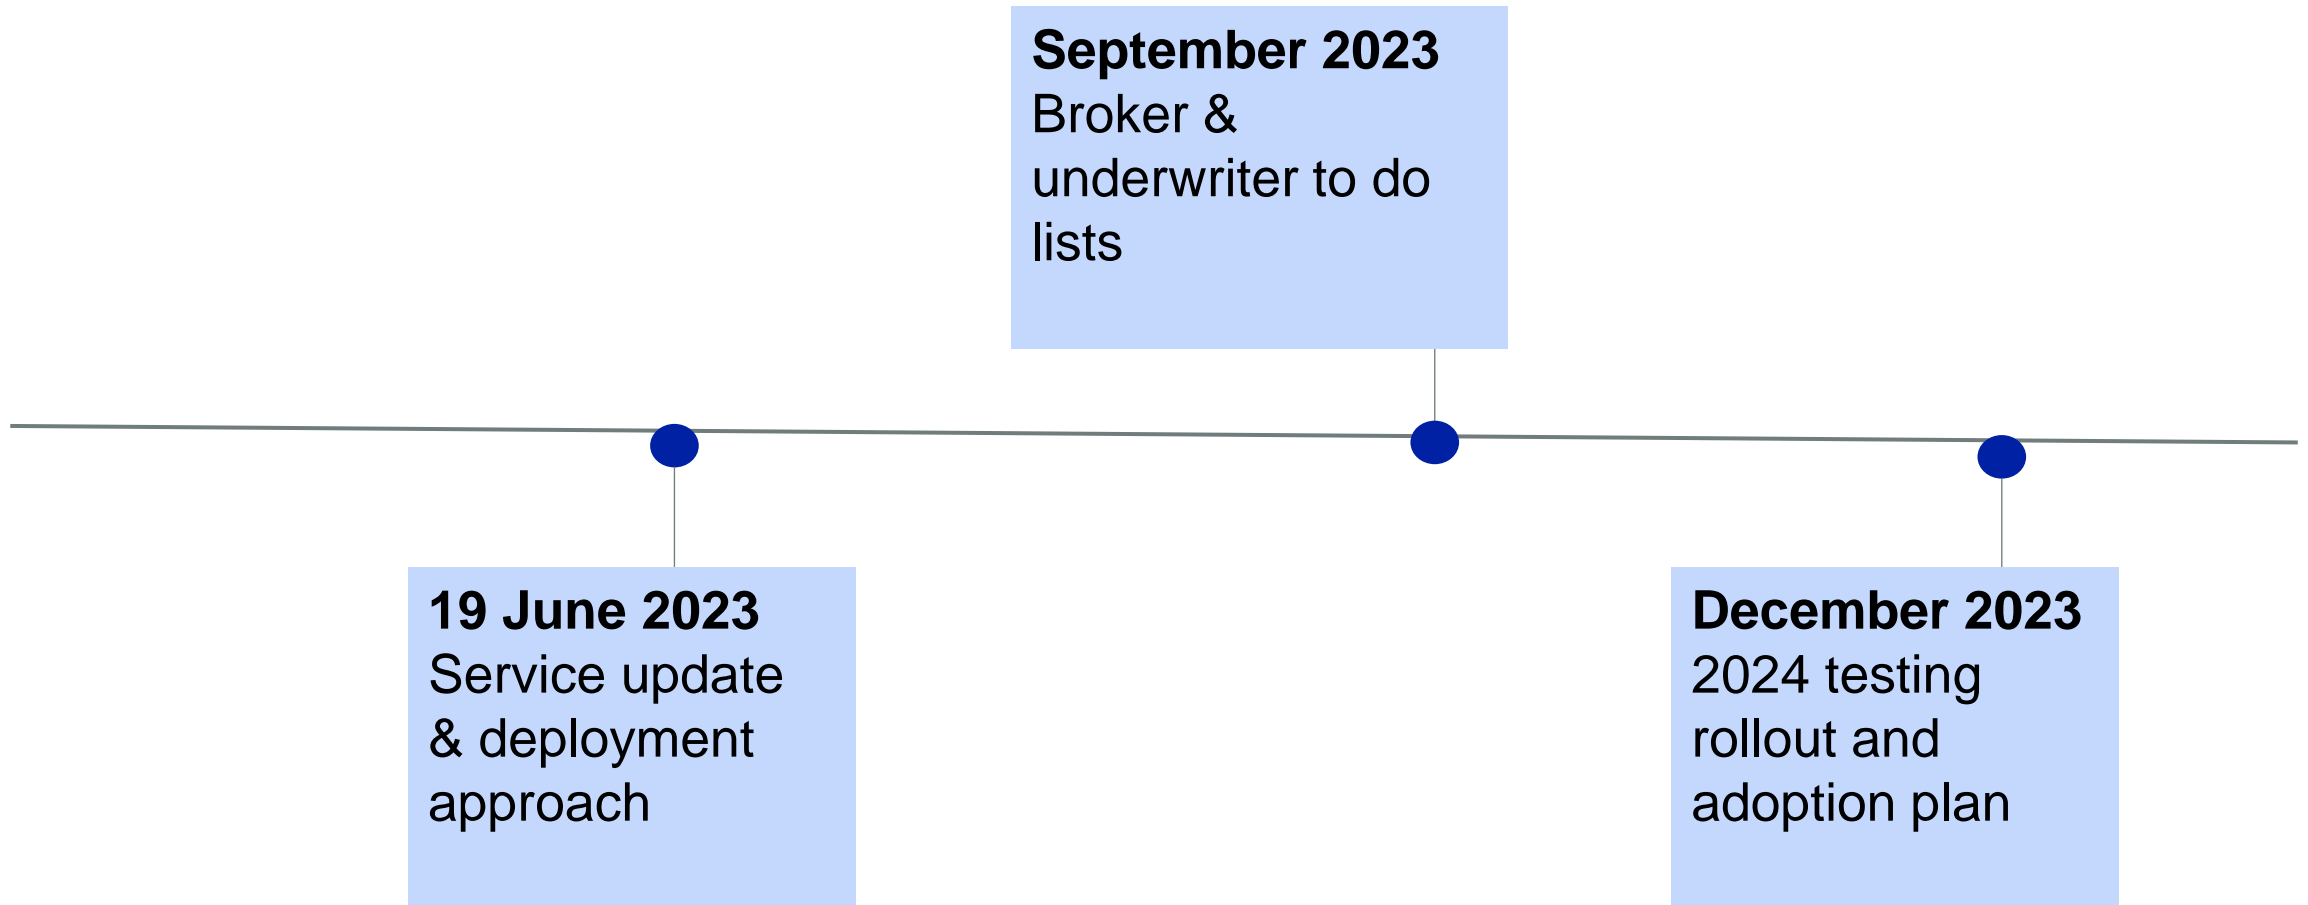 September 2023
Broker &
underwriter to do
lists
19 June 2023
Service update
& deployment
approach
December 2023
2024 testing
rollout and
adoption plan